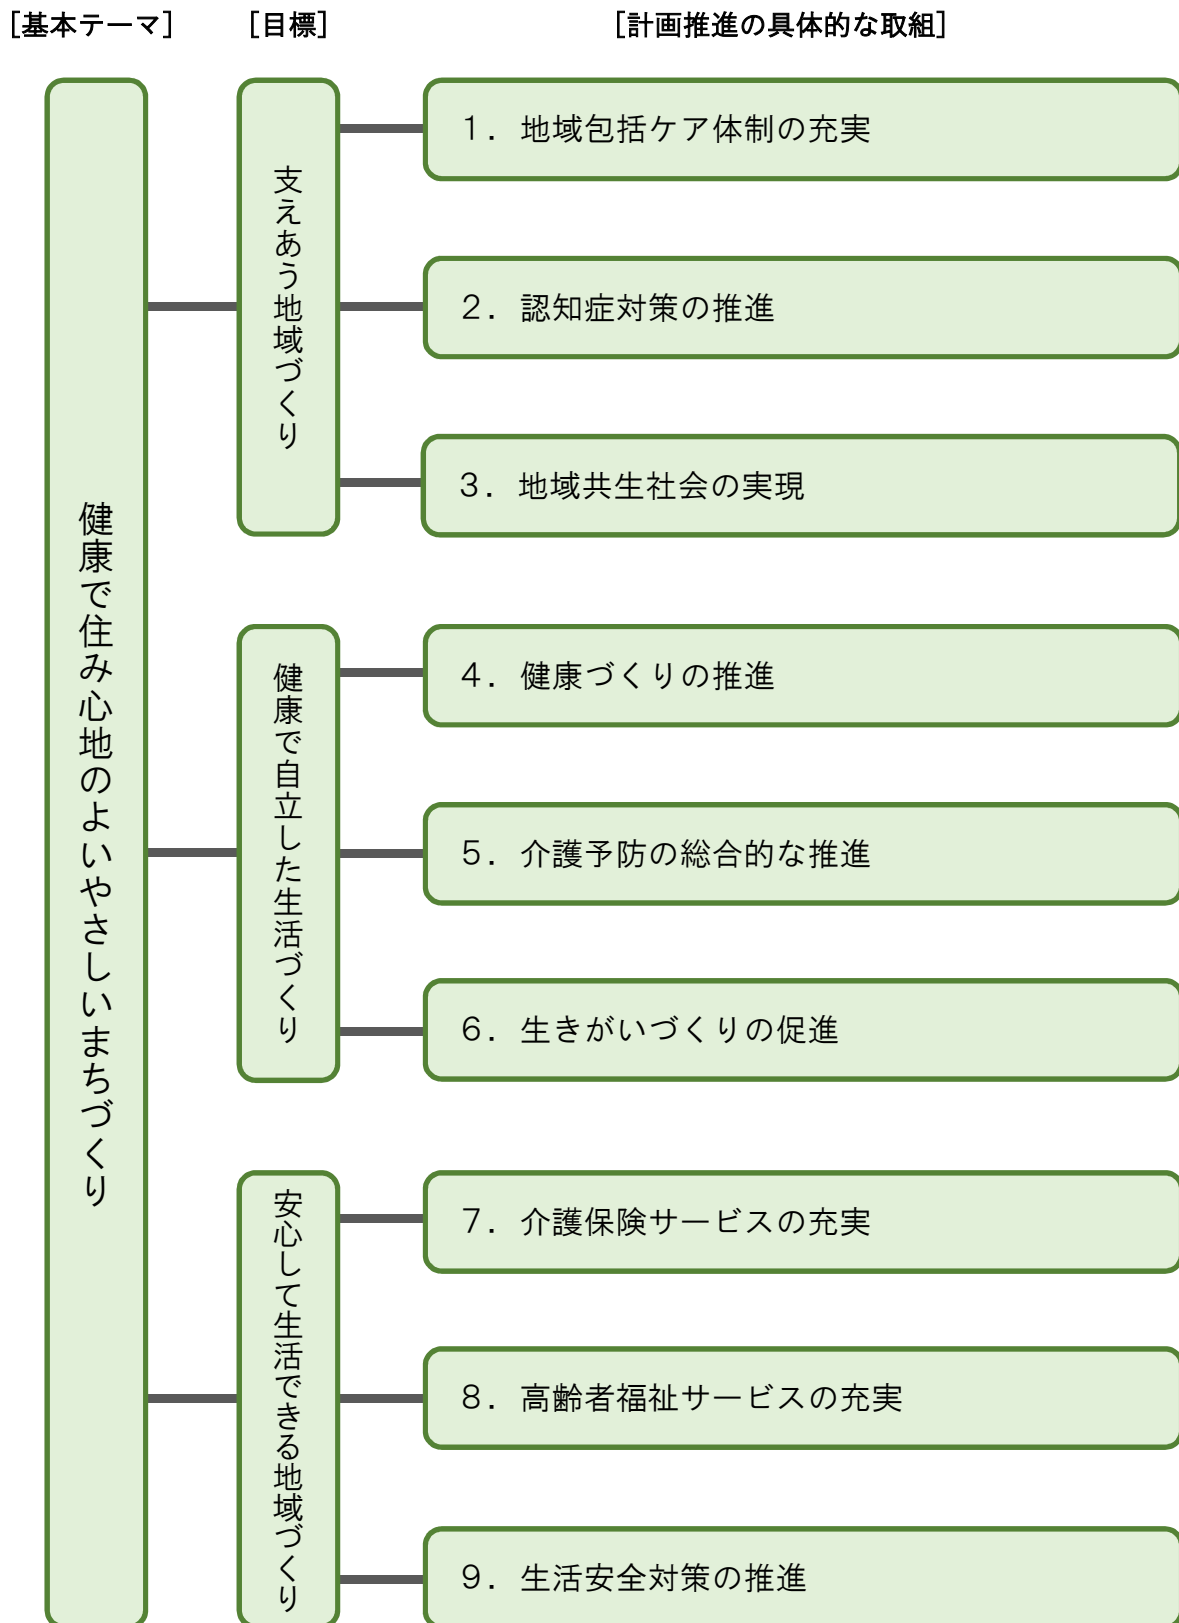 [基本テーマ]
[目標]
[計画推進の具体的な取組]
健康で住み心地のよいやさしいまちづくり
支えあう地域づくり
1．地域包括ケア体制の充実
2．認知症対策の推進
3．地域共生社会の実現
健康で自立した生活づくり
4．健康づくりの推進
5．介護予防の総合的な推進
6．生きがいづくりの促進
安心して生活できる地域づくり
7．介護保険サービスの充実
8．高齢者福祉サービスの充実
9．生活安全対策の推進